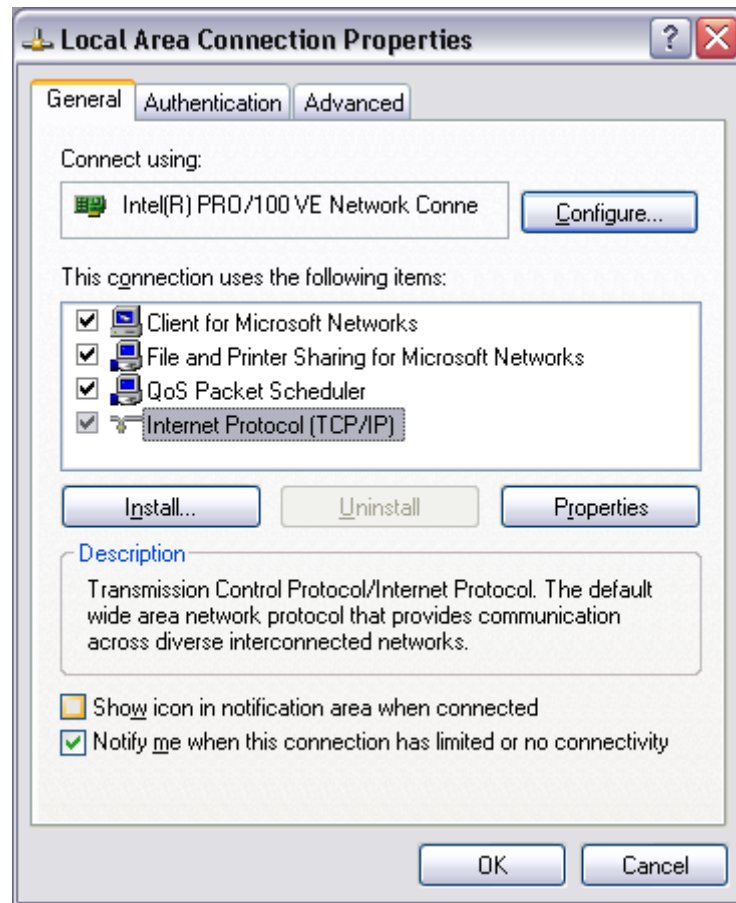 Local Area Connection Properties
?
General Authentication Advanced
Connect using:
Intel(R) PRO/100 VE Network Conne
Configure...
This connection uses the following items:
Client for Microsoft Networks
File and Printer Sharing for Microsoft Networks
QoS Packet Scheduler
Internet Protocol (TCP/IP)
Install... Uninstall Properties
Description
Transmission Control Protocol/Internet Protocol. The default
wide area network protocol that provides communication
across diverse interconnected networks.
Show icon in notification area when connected
Notify me when this connection has limited or no connectivity
OK Cancel